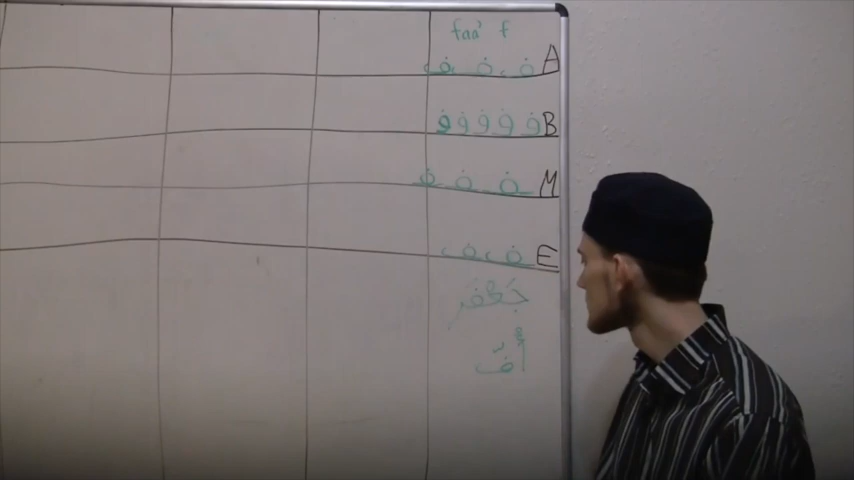 faa' f
ف ف ف A
ف ف ف ف ف B
ف ف ف M
ف ف E
جَعْفَر
أُفّ